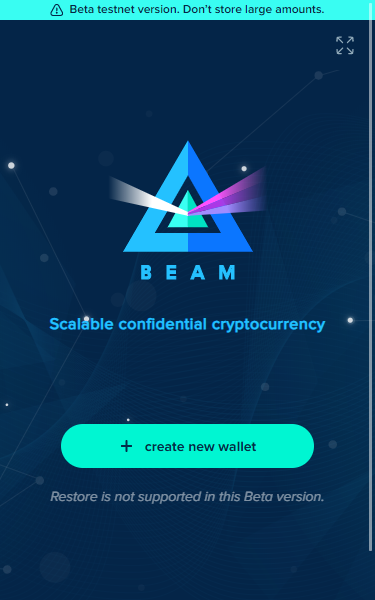 Beta testnet version. Don't store large amounts.
BEAM
Scalable confidential cryptocurrency
+ create new wallet
Restore is not supported in this Beta version.